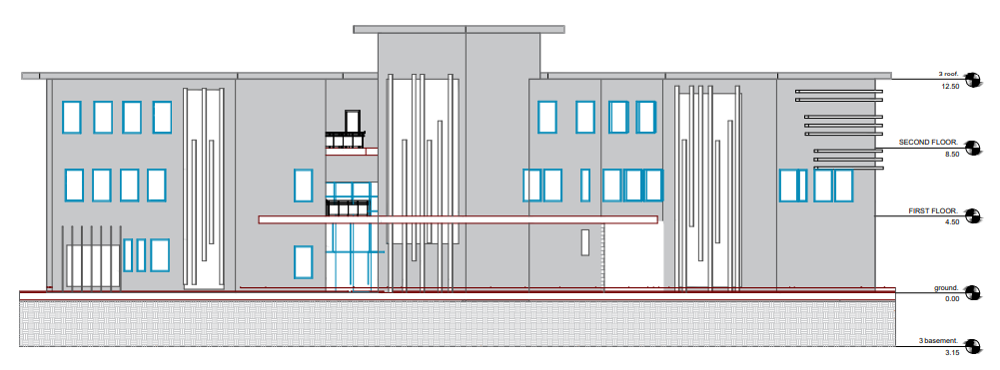 3 roof.
12.50
SECOND FLOOR.
8.50
FIRST FLOOR.
4.50
ground.
0.00
3 basement.
3.15